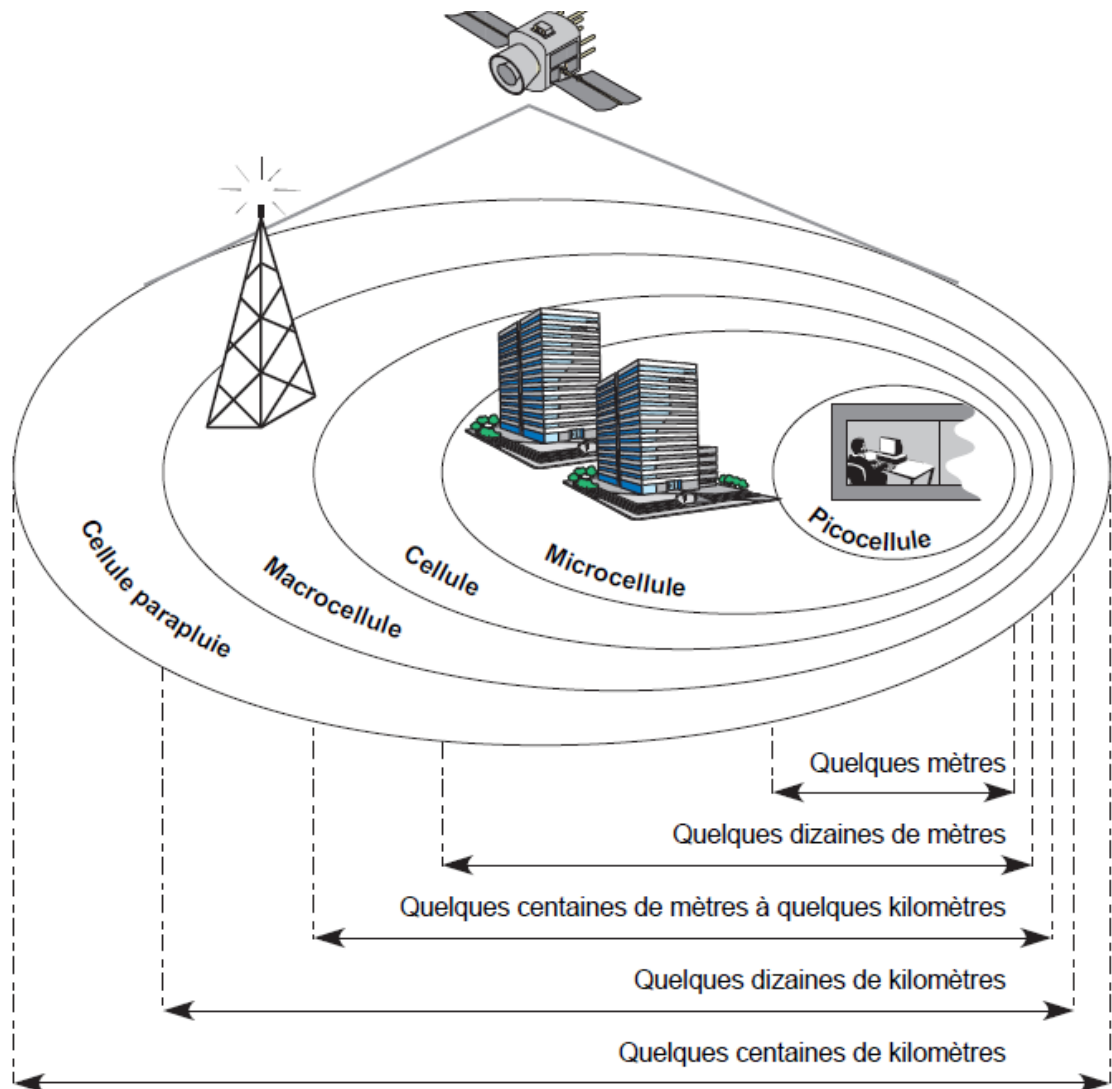 Cellule parapluie
Macrocellule
Cellule
Microcellule
Picocellule
Quelques mètres
Quelques dizaines de mètres
Quelques centaines de mètres à quelques kilomètres
Quelques dizaines de kilomètres
Quelques centaines de kilomètres